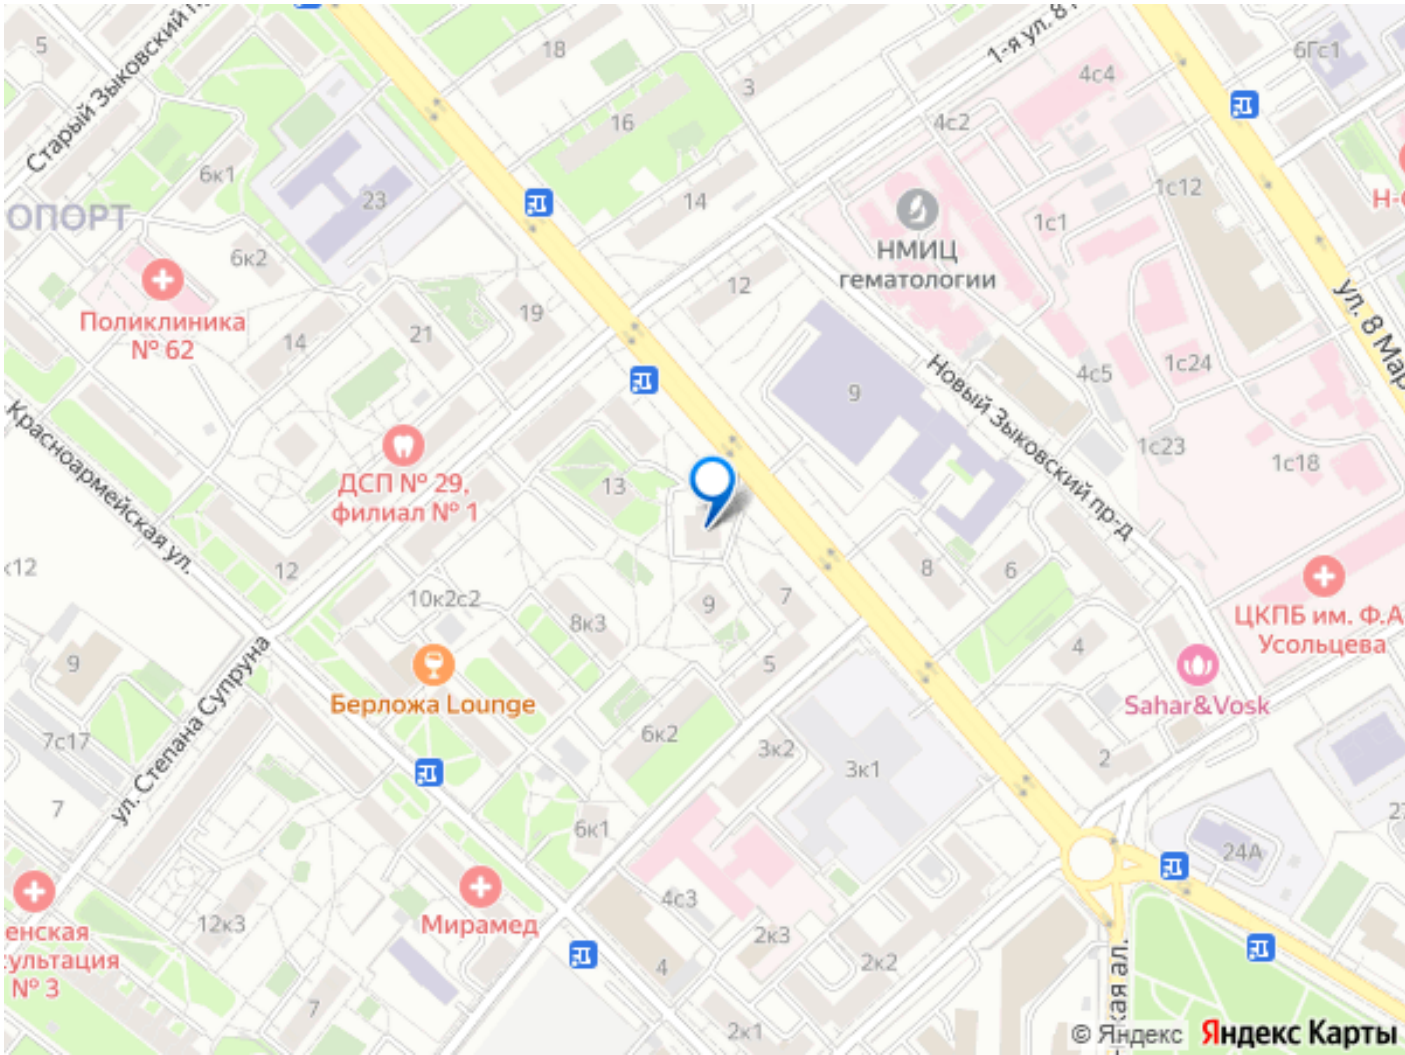 5
Старый Зыковский п
18
3
1-я ул. 8
4с4
6Гс1
16
4с2
6к1
23
14
1с12
1с1
ОПОРТ
НМИЦ
гематологии
6к2
12
Поликлиника
№ 62
19
21
14
ул. 8 Мар
Новый Зыковский пр-д
4с5
1с24
9
Красноармейская ул.
1с23
1с18
ДСП № 29,
филиал № 1
13
12
к12
10к2с2
8к3
9
7
8
6
ЦКПБ им. Ф.А
Усольцева
9
4
5
Берложа Lounge
Sahar&Vosk
ул. Степана Супруна
7с17
6к2
3к2
3к1
2
7
6к1
27
24А
4с3
Мирамед
12к3
енская
ультация
№ 3
2к3
2к2
4
7
2к1
кая ал.
© Яндекс Яндекс Карты